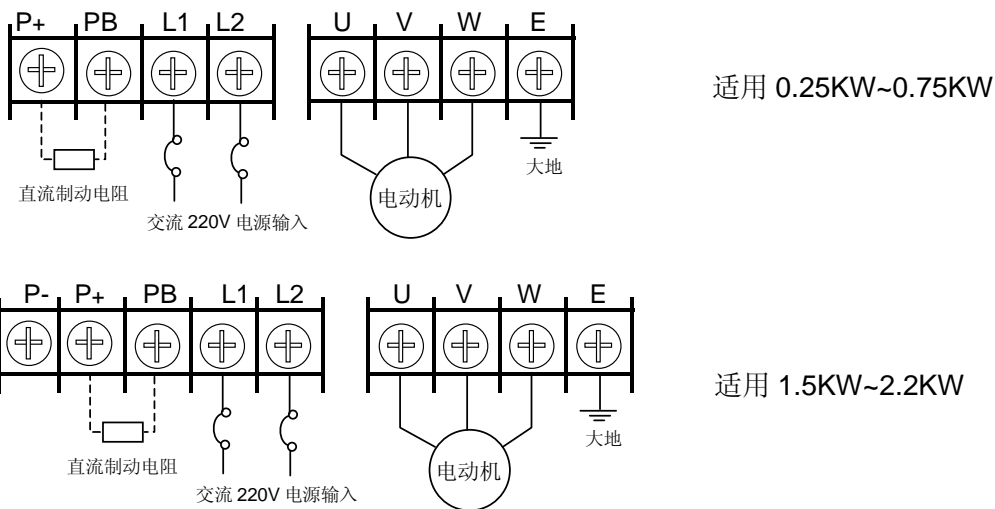 P+ PB L1 L2 U V W E
适用 0.25KW~0.75KW
大地
直流制动电阻
电动机
交流 220V 电源输入
P- P+ PB L1 L2 U V W E
适用 1.5KW~2.2KW
大地
直流制动电阻
电动机
交流 220V 电源输入